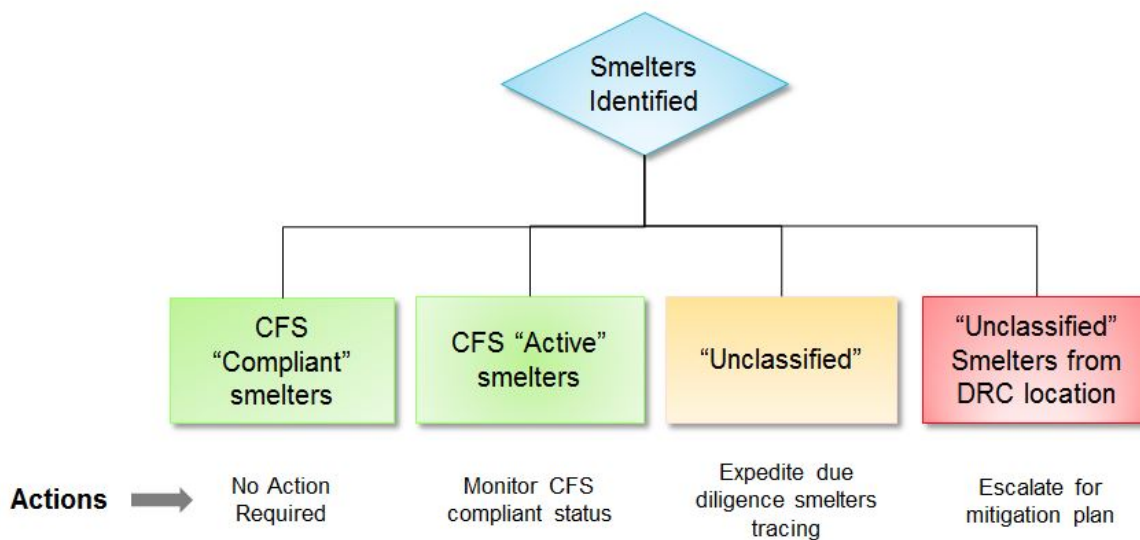 Smelters
Identified
CFS
“Compliant”
smelters
CFS “Active”
smelters
“Unclassified”
“Unclassified”
Smelters from
DRC location
Actions
No Action
Required
Monitor CFS
compliant status
Expedite due
diligence smelters
tracing
Escalate for
mitigation plan